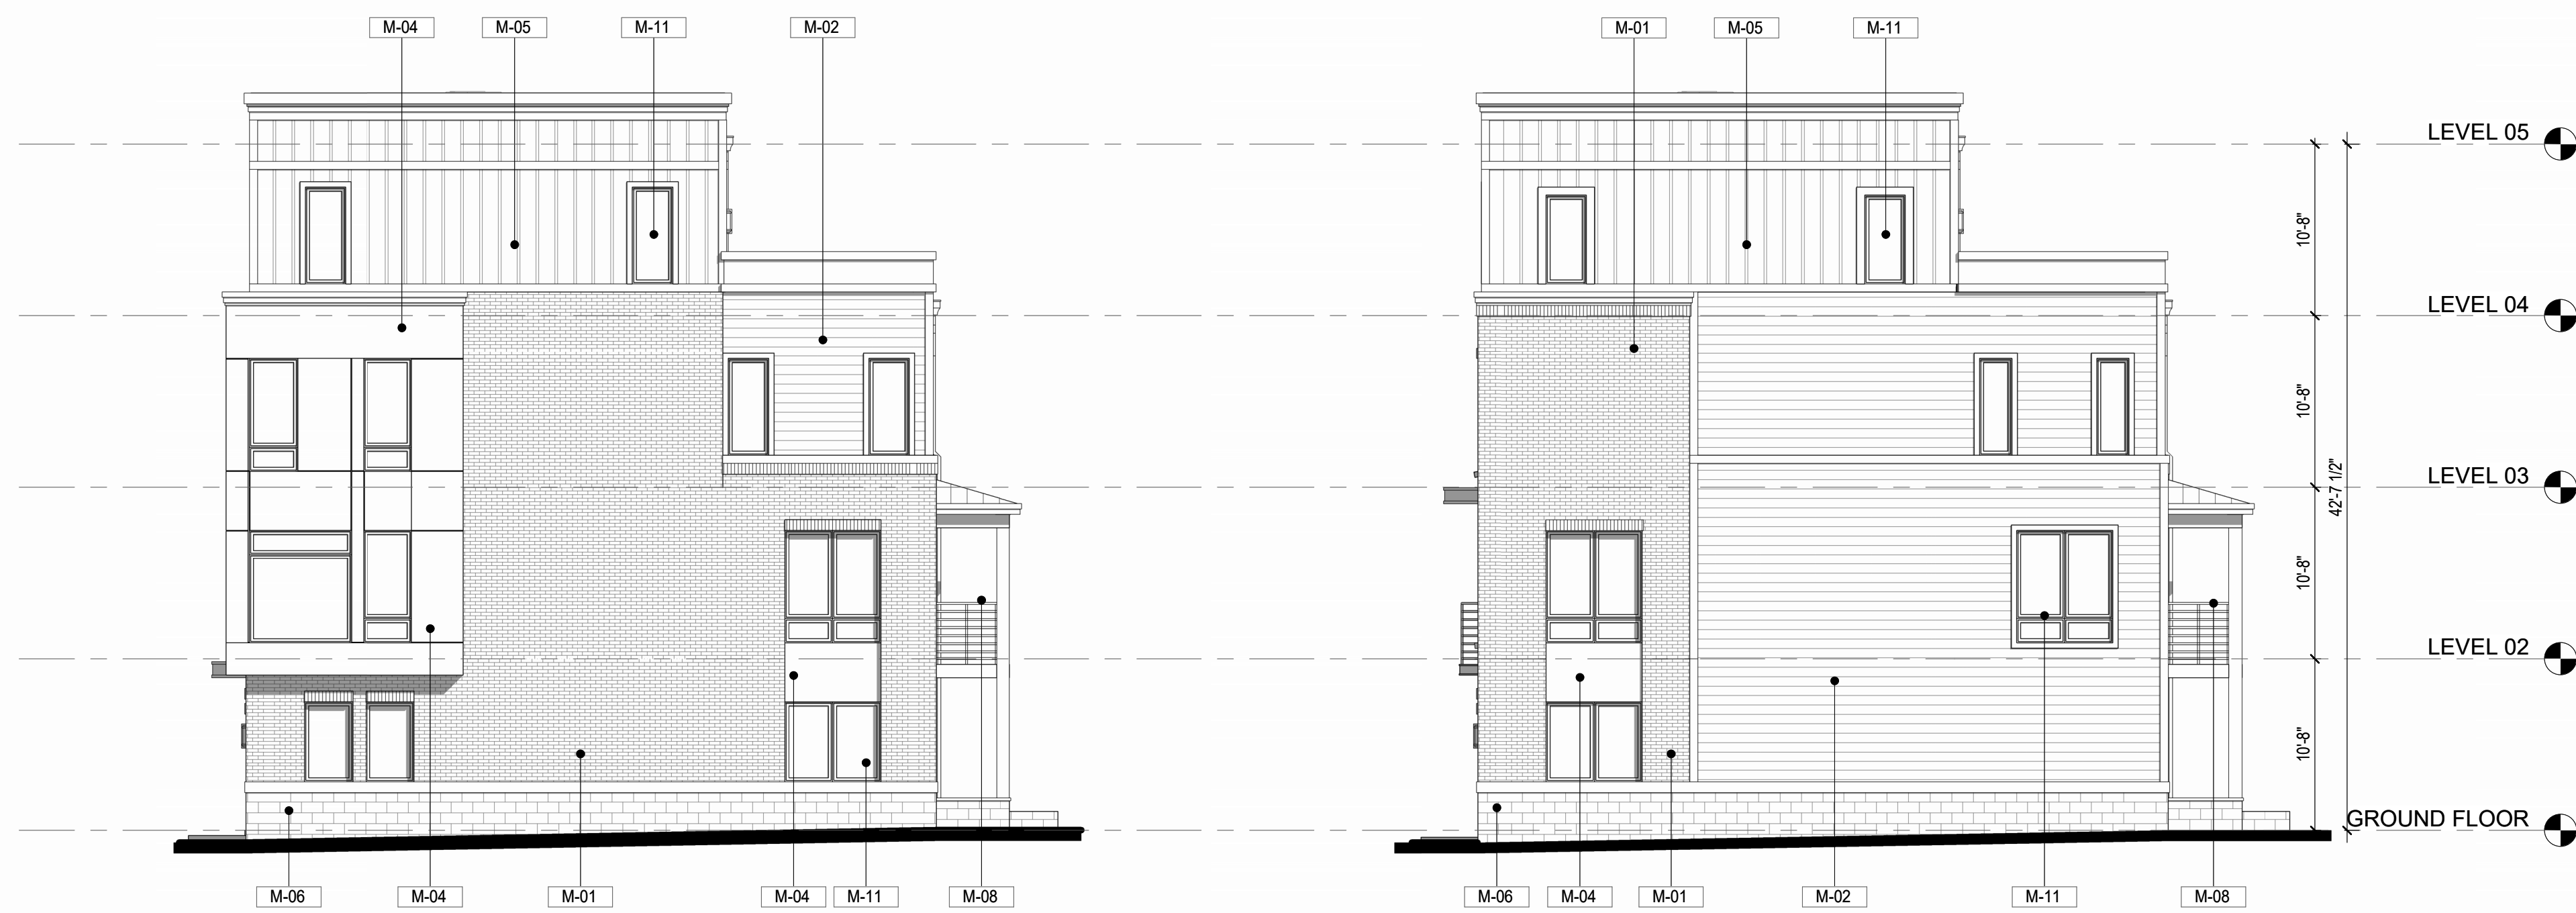 M-04 M-05 M-11 M-02 M-01 M-05 M-11
LEVEL 05
10'-8"
LEVEL 04
10'-8"
LEVEL 03
42'-7 1/2"
10'-8"
LEVEL 02
10'-8"
GROUND FLOOR
M-06 M-04 M-01 M-04 M-11 M-08 M-06 M-04 M-01 M-02 M-11 M-08